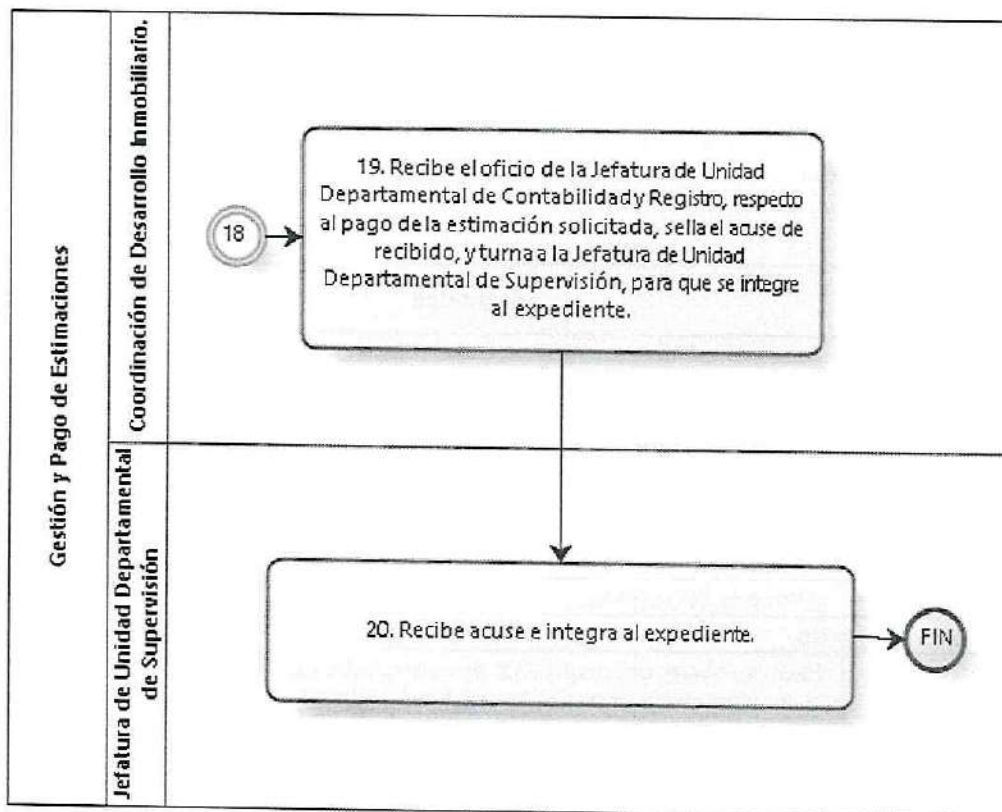 Gestión y Pago de Estimaciones
Coordinación de Desarrollo Inmobiliario.
18
19. Recibe el oficio de la Jefatura de Unidad
Departamental de Contabilidad y Registro, respecto
al pago de la estimación solicitada, sella el acuse de
recibido, y turna a la Jefatura de Unidad
Departamental de Supervisión, para que se integre
al expediente.
Jefatura de Unidad Departamental
de Supervisión
20. Recibe acuse e integra al expediente.
FIN